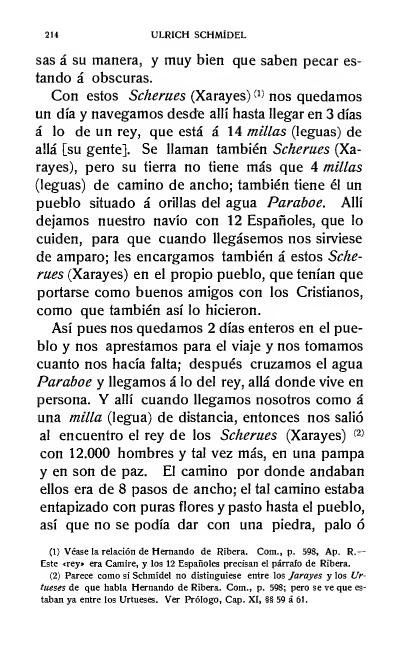 214 ULRICH SCHMÍDEL
sas á su manera, y muy bien que saben pecar es-
tando á obscuras.
Con estos Scherues (Xarayes) (1) nos quedamos
un día y navegamos desde allí hasta llegar en 3 días
á lo de un rey, que está á 14 millas (leguas) de
allá [su gente]. Se llaman también Scherues (Xa-
rayes), pero su tierra no tiene más que 4 millas
(leguas) de camino de ancho; también tiene él un
pueblo situado á orillas del agua Paraboe. Allí
dejamos nuestro navío con 12 Españoles, que lo
cuiden, para que cuando llegásemos nos sirviese
de amparo; les encargamos también á estos Sche-
rues (Xarayes) en el propio pueblo, que tenían que
portarse como buenos amigos con los Cristianos,
como que también así lo hicieron.
Así pues nos quedamos 2 días enteros en el pue-
blo y nos aprestamos para el viaje y nos tomamos
cuanto nos hacía falta; después cruzamos el agua
Paraboe y llegamos á lo del rey, allá donde vive en
persona. Y allí cuando llegamos nosotros como á
una milla (legua) de distancia, entonces nos salió
al encuentro el rey de los Scherues (Xarayes) (2)
con 12.000 hombres y tal vez más, en una pampa
y en son de paz. El camino por donde andaban
ellos era de 8 pasos de ancho; el tal camino estaba
entapizado con puras flores y pasto hasta el pueblo,
así que no se podía dar con una piedra, palo ó
(1) Véase la relación de Hernando de Ribera. Com., p. 598, Ap. R.—
Este «rey» era Camire, y los 12 Españoles precisan el párrafo de Ribera.
(2) Parece como si Schmídel no distinguiese entre los Jarayes y los Ur-
tueses de que habla Hernando de Ribera. Com., p. 598; pero se ve que es-
taban ya entre los Urtueses. Ver Prólogo, Cap. XI, §§ 59 á 61.